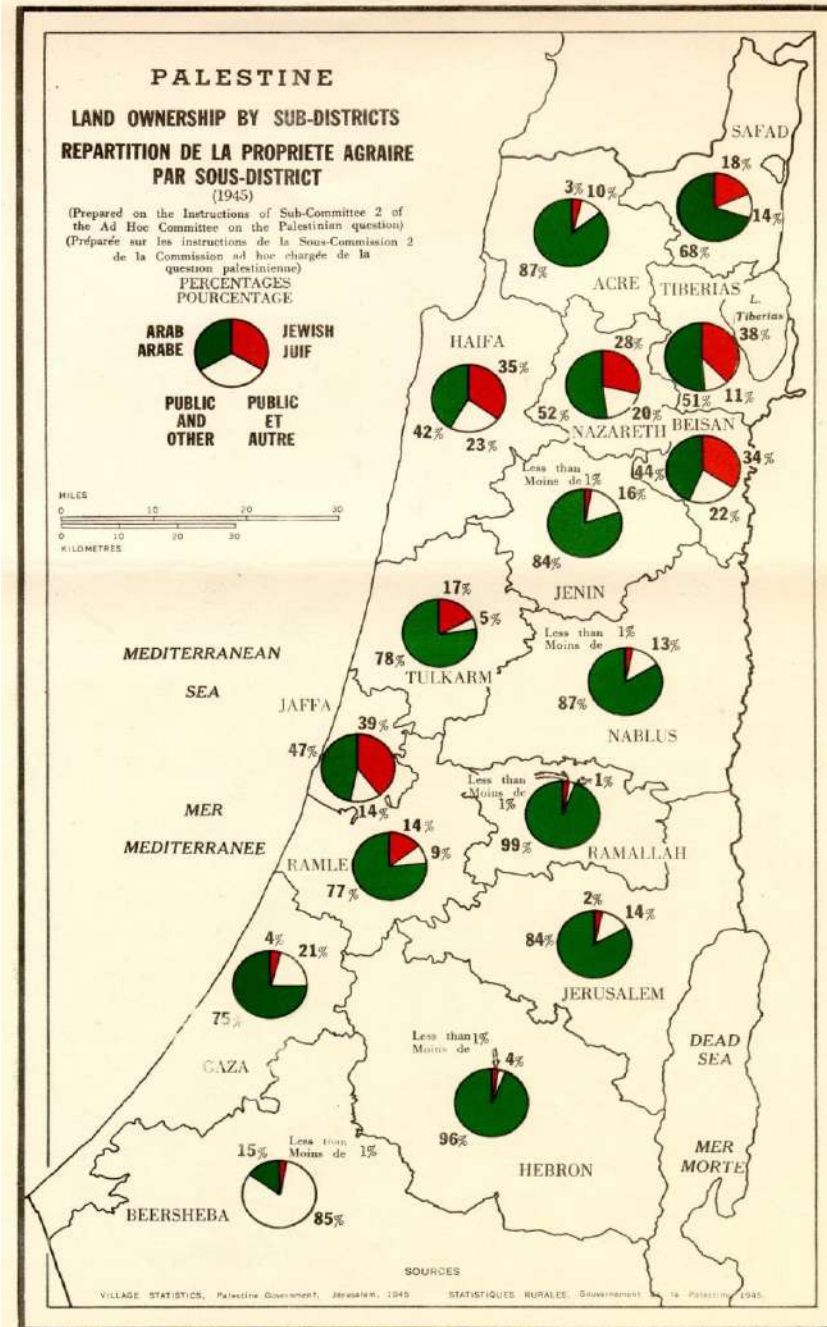 PALESTINE
LAND OWNERSHIP BY SUB-DISTRICTS
REPARTITION DE LA PROPRIETE AGRAIRE
PAR SOUS-DISTRICT
(1945)
(Prepared on the Instructions of Sub-Committee 2 of
the Ad Hoc Committee on the Palestinian question)
(Préparée sur les instructions de la Sous-Commission 2
de la Commission ad hoc chargée de la
question palestinienne)
PERCENTAGES
POURCENTAGE
ARAB JEWISH
ARABE JUIF
PUBLIC PUBLIC
AND ET
OTHER AUTRE
MILES
0 10 20 30
0 10 20 30
KILOMETRES
SAFAD
18%
14%
68%
3% 10%
87%
ACRE
TIBERIAS
L.
Tiberias
38%
51% 11%
HAIFA
35%
42% 23%
28%
52% 20%
NAZARETH
BEISAN
34%
44%
22%
Less than
Moins de 1%
16%
84%
JENIN
17%
5%
78%
TULKARM
Less than
Moins de 1%
13%
87%
NABLUS
MEDITERRANEAN
SEA
JAFFA
39%
47%
14%
Less than
Moins de
1%
1%
99%
RAMALLAH
MER
MEDITERRANEE
14%
9%
RAMLE
77%
2% 14%
84%
JERUSALEM
4% 21%
75%
GAZA
DEAD
SEA
MER
MORTE
Less than 1%
Moins de
4%
96%
HEBRON
15%
Less than
Moins de 1%
85%
BEERSHEBA
SOURCES
VILLAGE STATISTICS, Palestine Government, Jerusalem, 1945 STATISTIQUES RURALES, Gouvernement de la Palestine, 1945.